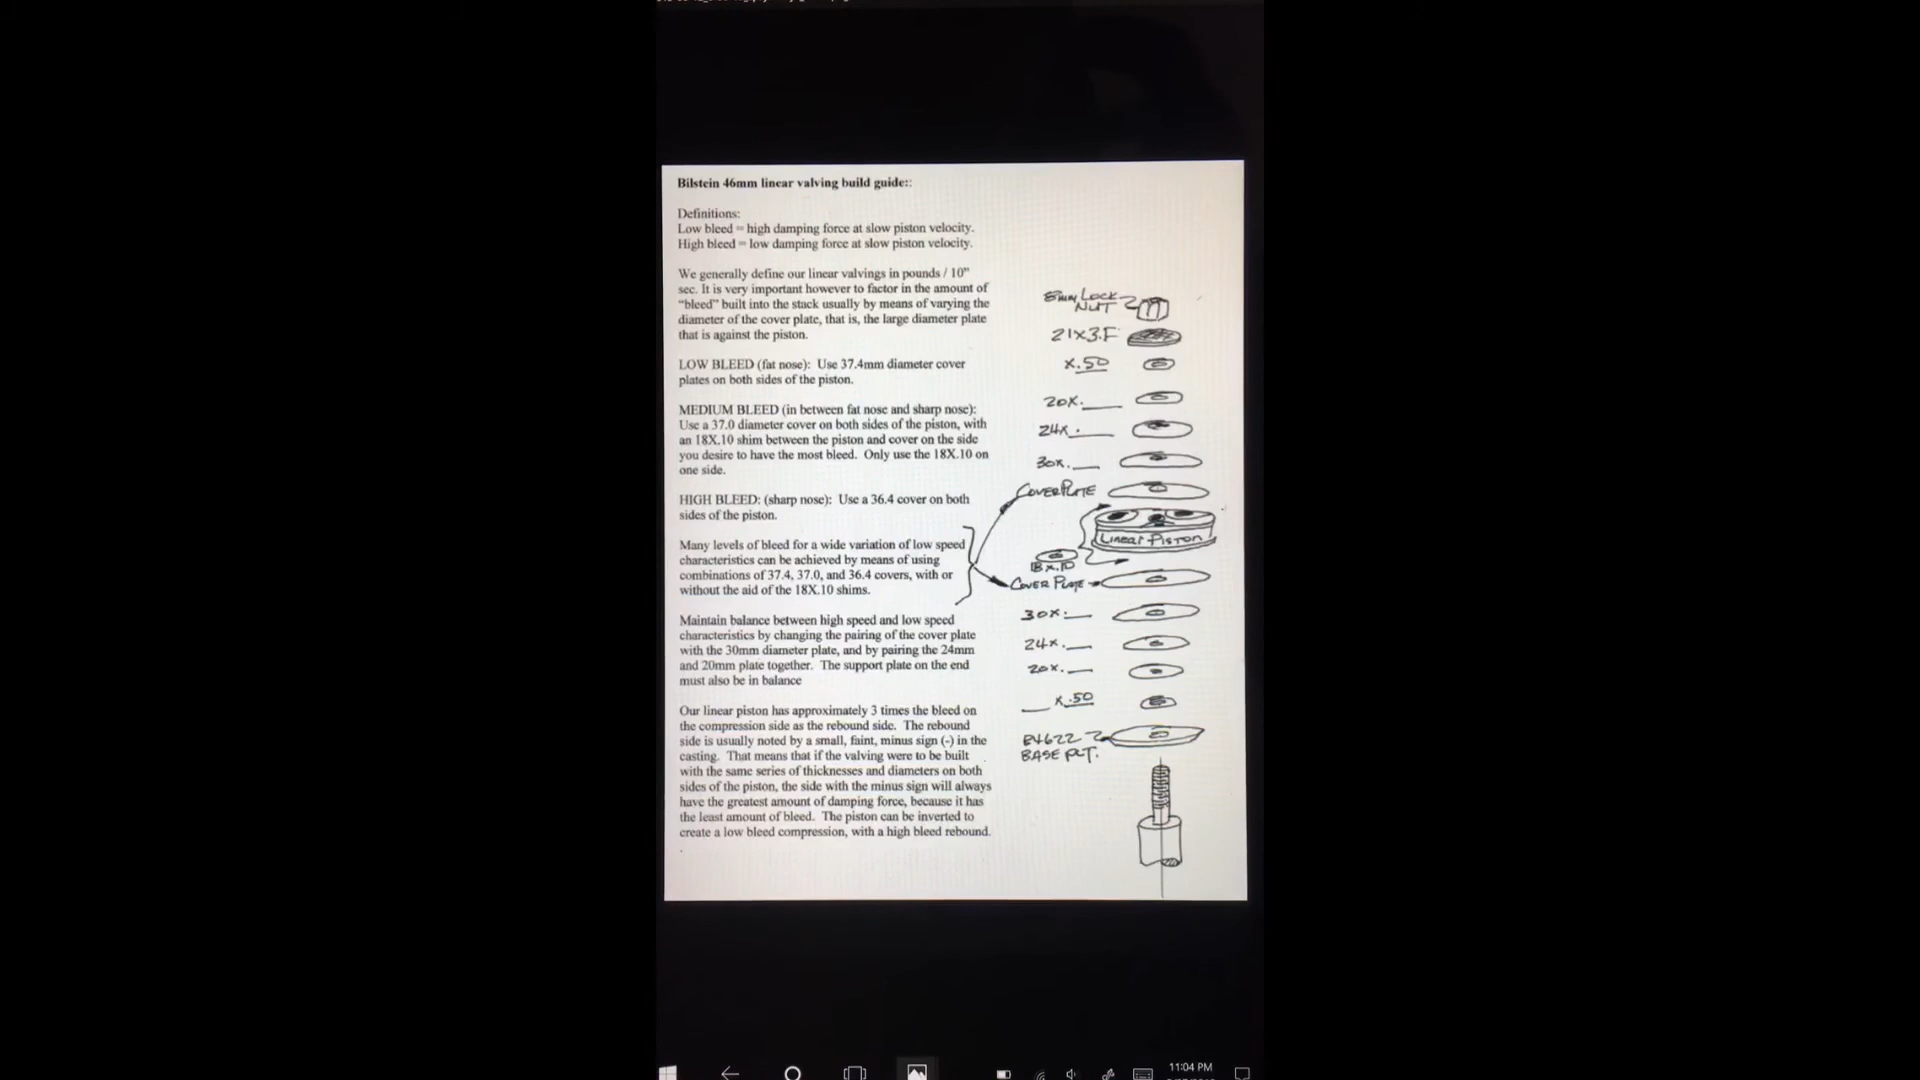 Bilstein 46mm linear valving build guide::
Definitions:
Low bleed = high damping force at slow piston velocity.
High bleed = low damping force at slow piston velocity.
We generally define our linear valvings in pounds / 10"
sec. It is very important however to factor in the amount of
"bleed" built into the stack usually by means of varying the
diameter of the cover plate, that is, the large diameter plate
that is against the piston.
LOW BLEED (fat nose): Use 37.4mm diameter cover
plates on both sides of the piston.
MEDIUM BLEED (in between fat nose and sharp nose):
Use a 37.0 diameter cover on both sides of the piston, with
an 18X.10 shim between the piston and cover on the side
you desire to have the most bleed. Only use the 18X.10 on
one side.
HIGH BLEED: (sharp nose): Use a 36.4 cover on both
sides of the piston.
Many levels of bleed for a wide variation of low speed
characteristics can be achieved by means of using
combinations of 37.4, 37.0, and 36.4 covers, with or
without the aid of the 18X.10 shims.
Maintain balance between high speed and low speed
characteristics by changing the pairing of the cover plate
with the 30mm diameter plate, and by pairing the 24mm
and 20mm plate together. The support plate on the end
must also be in balance
Our linear piston has approximately 3 times the bleed on
the compression side as the rebound side. The rebound
side is usually noted by a small, faint, minus sign (-) in the
casting. That means that if the valving were to be built
with the same series of thicknesses and diameters on both
sides of the piston, the side with the minus sign will always
have the greatest amount of damping force, because it has
the least amount of bleed. The piston can be inverted to
create a low bleed compression, with a high bleed rebound.
8mm LOCK
NUT
21x3.F
x.50
20x.___
24x.___
30x.___
COVER PLATE
LINEAR PISTON
18x.10
COVER PLATE
30x.___
24x.___
20x.___
___ x.50
E4622
BASE PLT.
11:04 PM